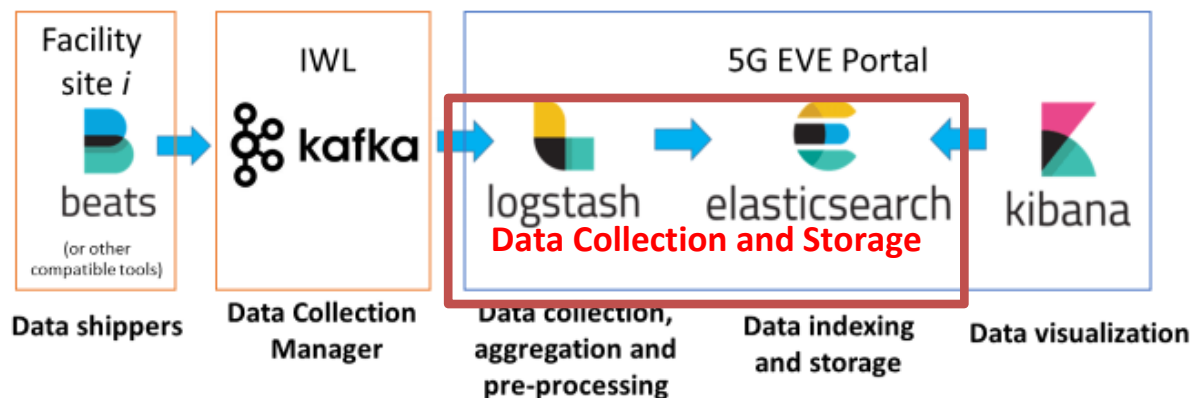 Facility
site i
IWL
5G EVE Portal
beats
kafka
logstash
elasticsearch
kibana
(or other
compatible tools)
Data Collection and Storage
Data shippers
Data Collection
Manager
Data collection,
aggregation and
pre-processing
Data indexing
and storage
Data visualization